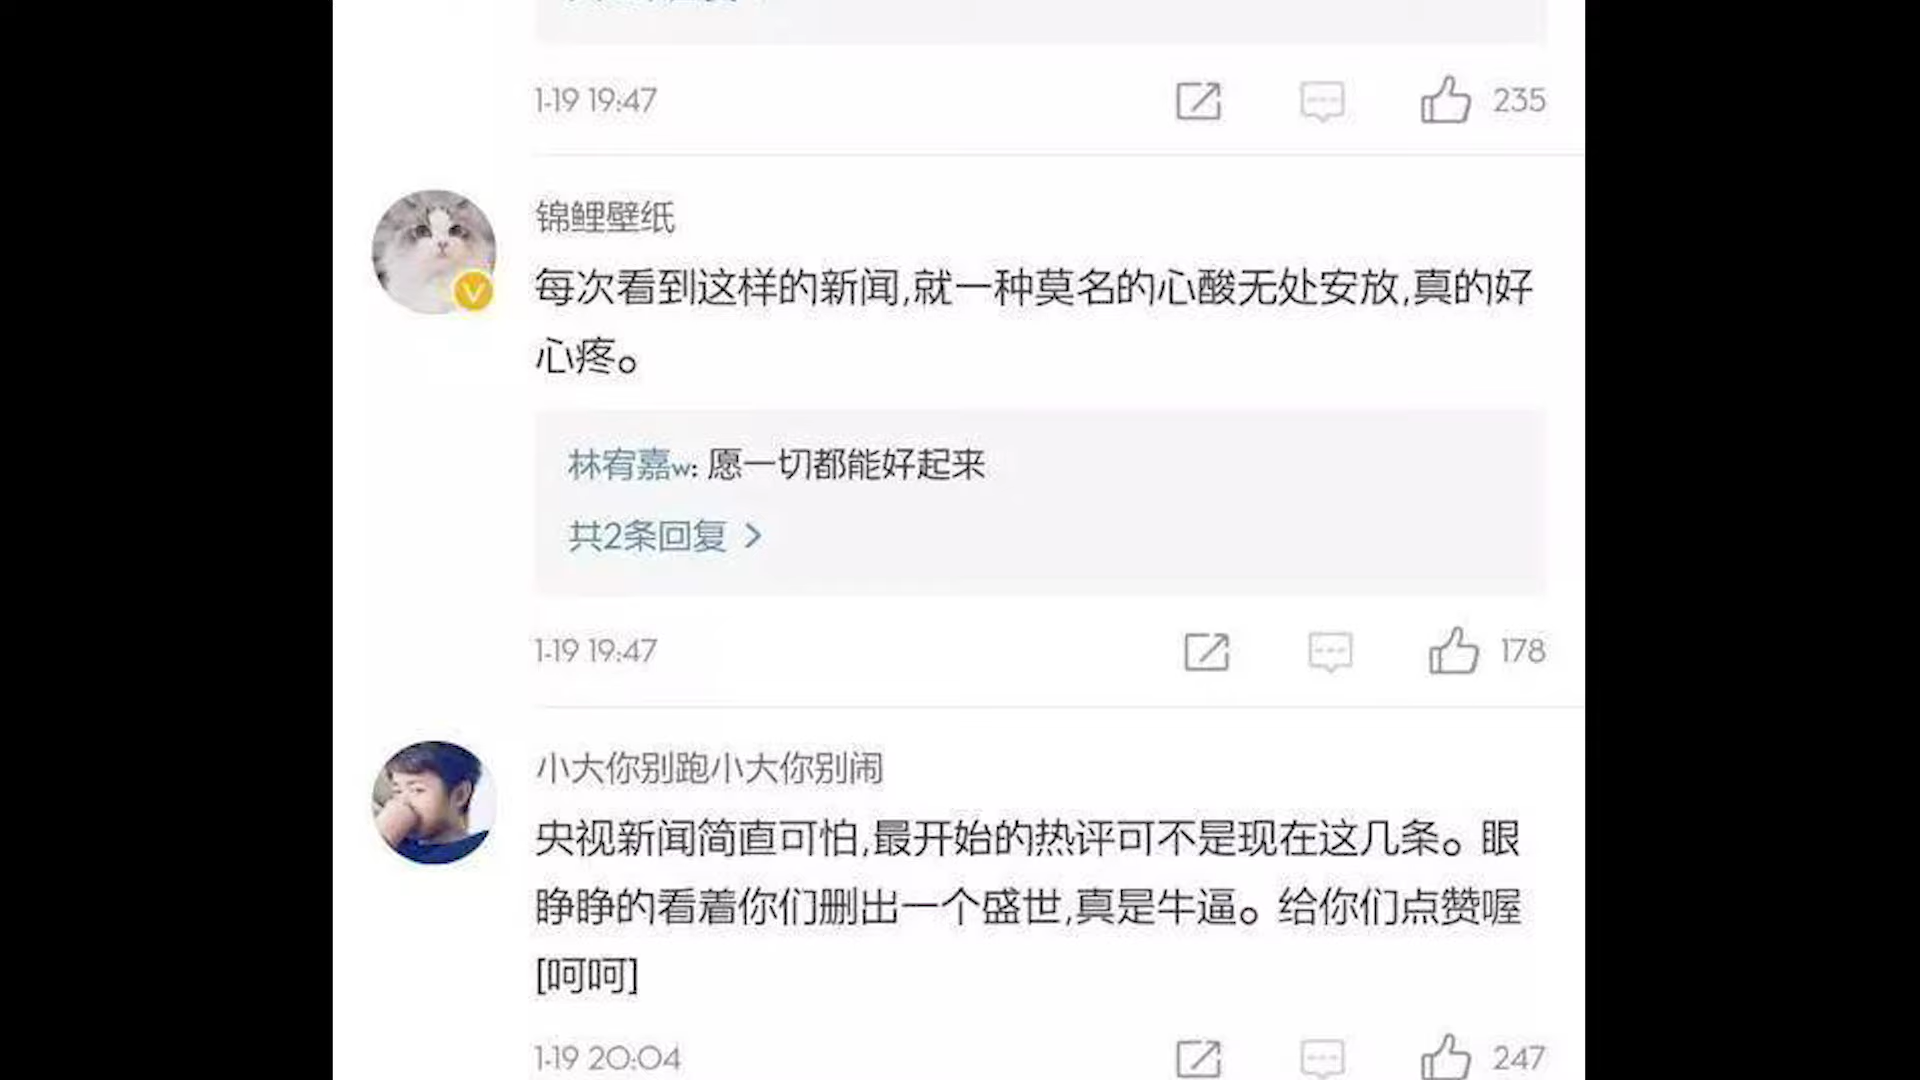 1-19 19:47
235
锦鲤壁纸
每次看到这样的新闻,就一种莫名的心酸无处安放,真的好
心疼。
林宥嘉w: 愿一切都能好起来
共2条回复 >
1-19 19:47
178
小大你别跑小大你别闹
央视新闻简直可怕,最开始的热评可不是现在这几条。眼
睁睁的看着你们删出一个盛世,真是牛逼。给你们点赞喔
[呵呵]
1-19 20:04
247